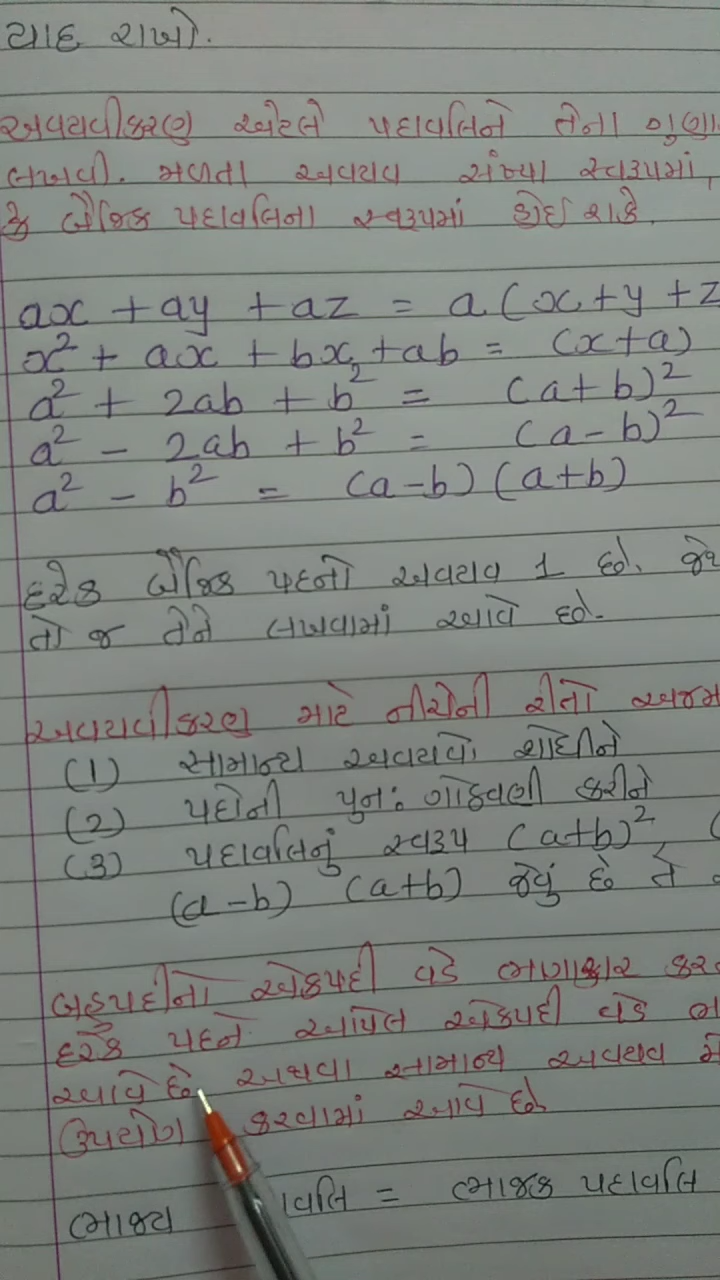 યાદ રાખો.
અવયવીકરણ એટલે પદાવલિને તેના ગુણા
લખવી. મળતા અવયવ સંખ્યા સ્વરૂપમાં,
કે બૈજિક પદાવલિના સ્વરૂપમાં હોઈ શકે.
ax + ay + az = a (x + y + z
x² + ax + bx + ab = (x + a)
a² + 2ab + b² = (a + b)²
a² - 2ab + b² = (a - b)²
a² - b² = (a - b) (a + b)
દરેક બૈજિક પદનો અવયવ 1 છે. જે
તો જ તેને લખવામાં આવે છે.
અવયવીકરણ માટે નીચેની રીતો અજમ
(1) સામાન્ય અવયવો શોધીને
(2) પદોની પુન: ગોઠવણી કરીને
(3) પદાવલિનું સ્વરૂપ (a+b)², (
(a - b) (a + b) જેવું છે તે
બહુપદીનો એકપદી વડે ભાગાકાર કર
દરેક પદને આપેલ એકપદી વડે ભા
આવે છે અથવા સામાન્ય અવયવ મે
ઉપયોગ કરવામાં આવે છે
ભાજ્ય વલિ = ભાજક પદાવલિ